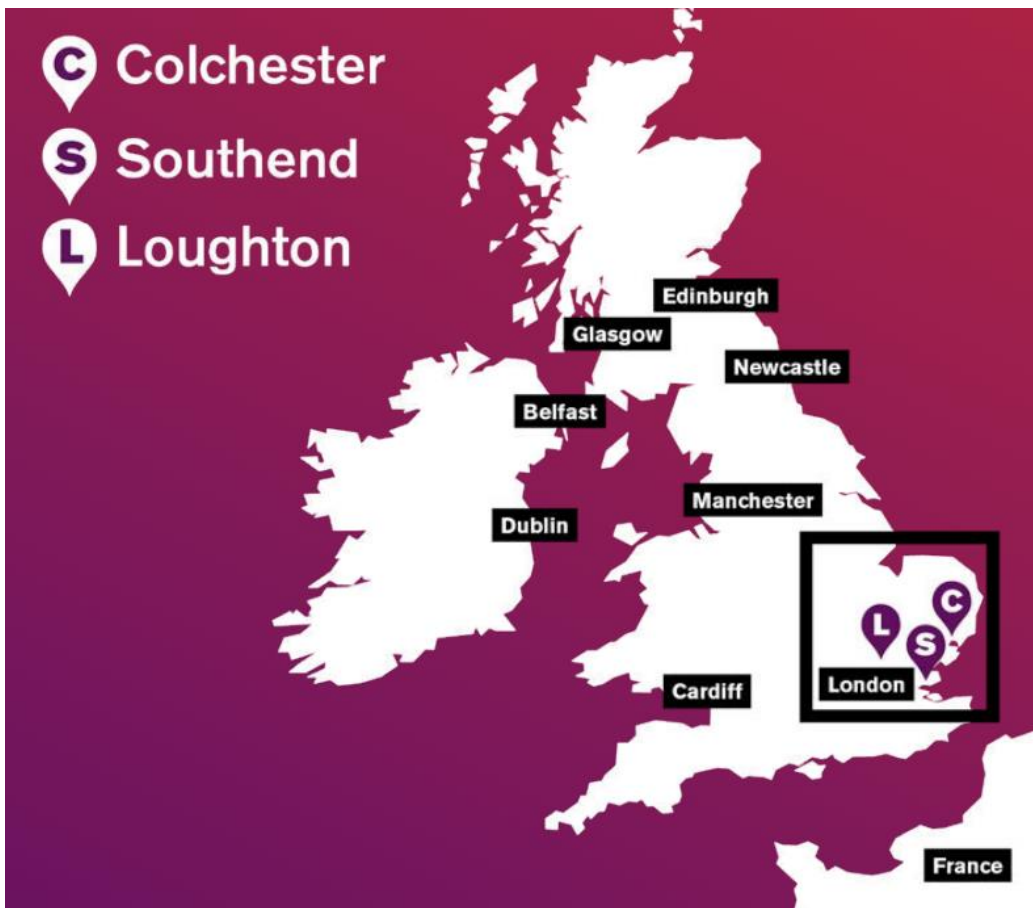 C Colchester
S Southend
L Loughton
Edinburgh
Glasgow
Newcastle
Belfast
Manchester
Dublin
C
L
S
London
Cardiff
France